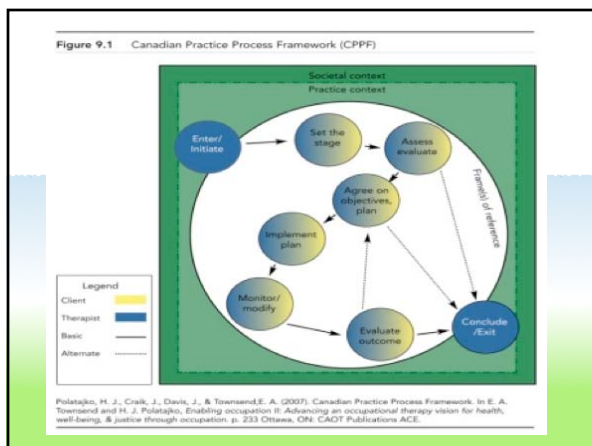 Figure 9.1 Canadian Practice Process Framework (CPPF)
Societal context
Practice context
Enter/
Initiate
Set the
stage
Assess
evaluate
Agree on
objectives,
plan
Frame(s) of reference
Implement
plan
Monitor/
modify
Evaluate
outcome
Conclude
/Exit
Legend
Client
Therapist
Basic
Alternate
Polatajko, H. J., Craik, J., Davis, J., & Townsend,E. A. (2007). Canadian Practice Process Framework. In E. A.
Townsend and H. J. Polatajko, Enabling occupation II: Advancing an occupational therapy vision for health,
well-being, & justice through occupation. p. 233 Ottawa, ON: CAOT Publications ACE.